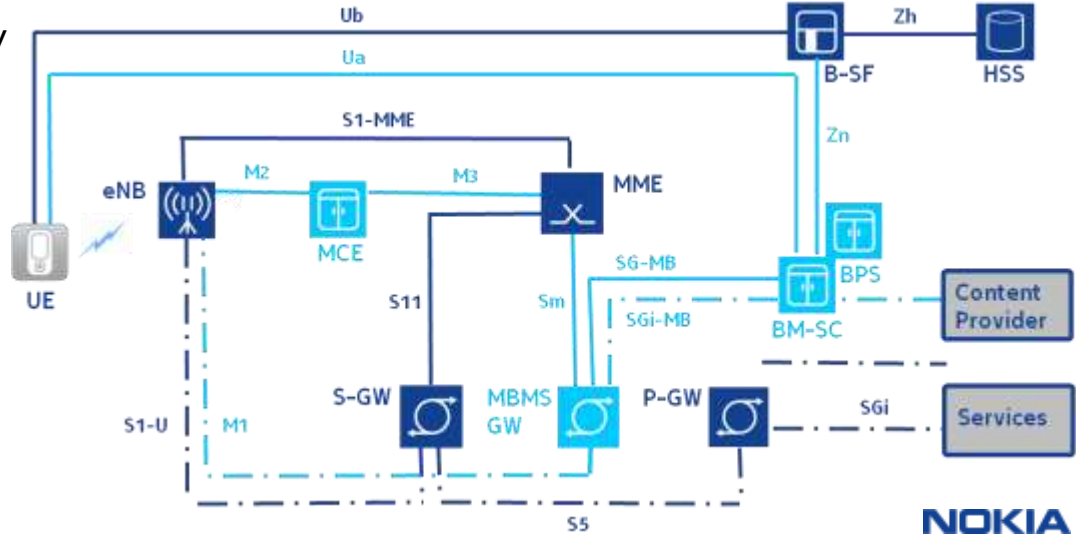 Ub
Zh
y
Ua
B-SF
HSS
S1-MME
Zn
eNB
M2
M3
MME
MCE
BPS
SG-MB
UE
S11
Sm
SGi-MB
BM-SC
Content
Provider
S-GW
MBMS
GW
P-GW
SGi
Services
S1-U
M1
S5
NOKIA